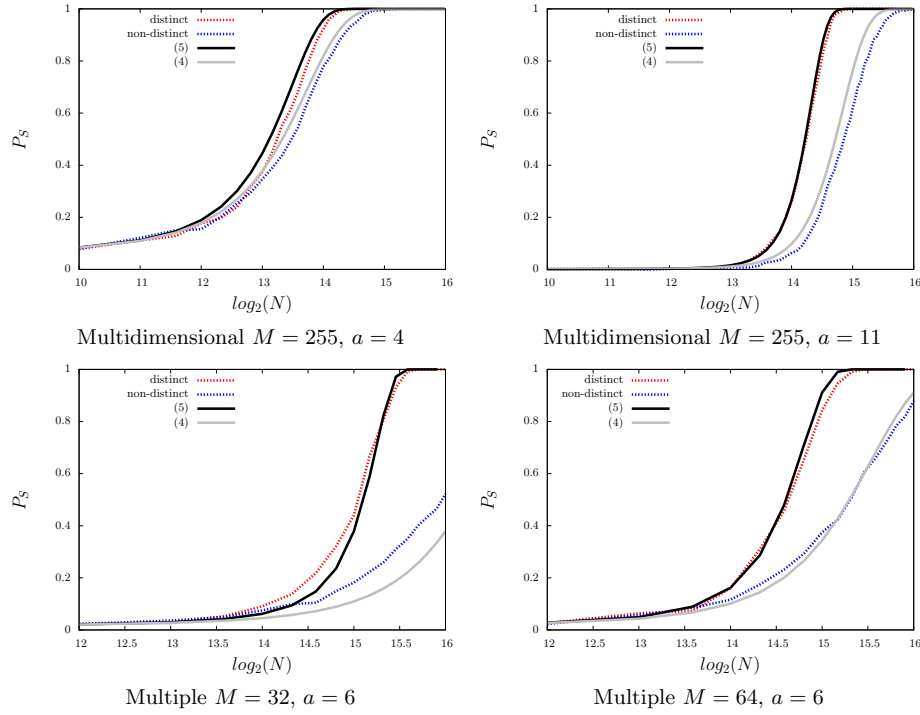 1
0.8
0.6
0.4
0.2
0
P_S
distinct
non-distinct
(5)
(4)
10 11 12 13 14 15 16
log_2(N)
Multidimensional M = 255, a = 4
1
0.8
0.6
0.4
0.2
0
P_S
distinct
non-distinct
(5)
(4)
10 11 12 13 14 15 16
log_2(N)
Multidimensional M = 255, a = 11
1
0.8
0.6
0.4
0.2
0
P_S
distinct
non-distinct
(5)
(4)
12 12.5 13 13.5 14 14.5 15 15.5 16
log_2(N)
Multiple M = 32, a = 6
1
0.8
0.6
0.4
0.2
0
P_S
distinct
non-distinct
(5)
(4)
12 12.5 13 13.5 14 14.5 15 15.5 16
log_2(N)
Multiple M = 64, a = 6